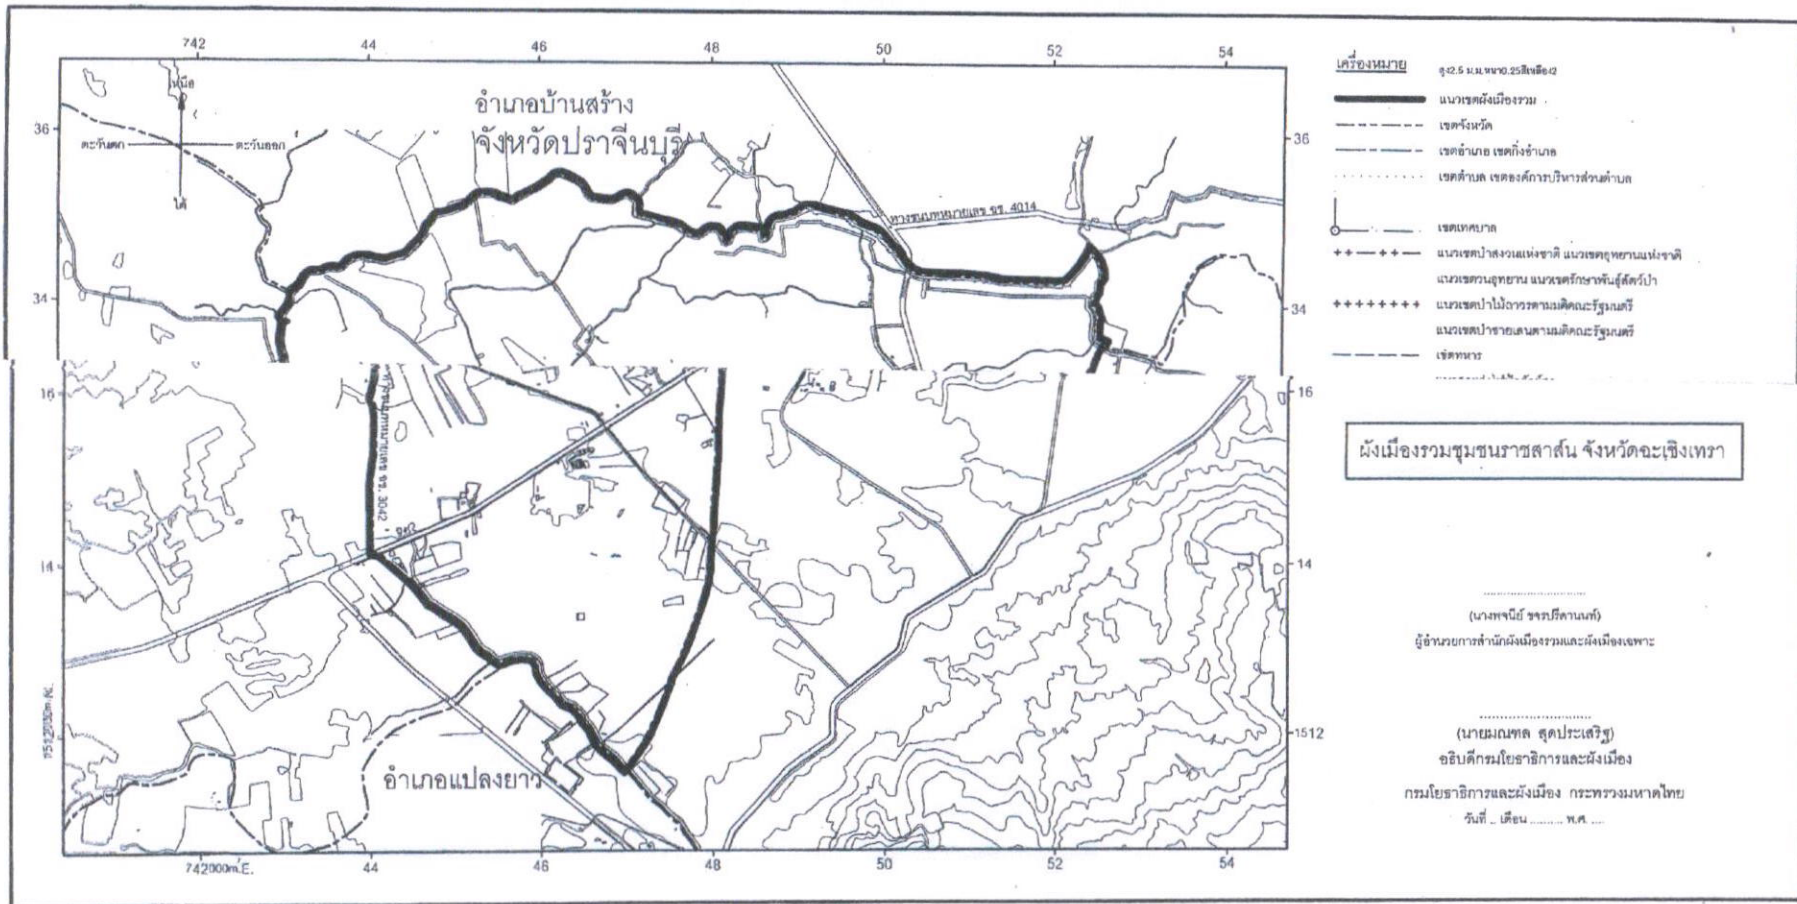 742 44 46 48 50 52 54
เหนือ
ตะวันตก ตะวันออก
ใต้
อำเภอบ้านสร้าง
จังหวัดปราจีนบุรี
36 36
ทางชนบทหมายเลข ฉช. 4014
34 34
16 16
ทางชนบทหมายเลข ฉช. 3042
14 14
1512
อำเภอแปลงยาว
742000m.E. 44 46 48 50 52 54
เครื่องหมาย
แนวเขตผังเมืองรวม
เขตจังหวัด
เขตอำเภอ เขตกิ่งอำเภอ
เขตตำบล เขตองค์การบริหารส่วนตำบล
เขตเทศบาล
แนวเขตป่าสงวนแห่งชาติ แนวเขตอุทยานแห่งชาติ
แนวเขตวนอุทยาน แนวเขตรักษาพันธุ์สัตว์ป่า
แนวเขตป่าไม้ถาวรตามมติคณะรัฐมนตรี
แนวเขตป่าชายเลนตามมติคณะรัฐมนตรี
เขตทหาร
ผังเมืองรวมชุมชนราชสาส์น จังหวัดฉะเชิงเทรา
(นางพจนีย์ ขจรปรีดานนท์)
ผู้อำนวยการสำนักผังเมืองรวมและผังเมืองเฉพาะ
(นายมณฑล สุดประเสริฐ)
อธิบดีกรมโยธาธิการและผังเมือง
กรมโยธาธิการและผังเมือง กระทรวงมหาดไทย
วันที่ .. เดือน .......... พ.ศ. ....